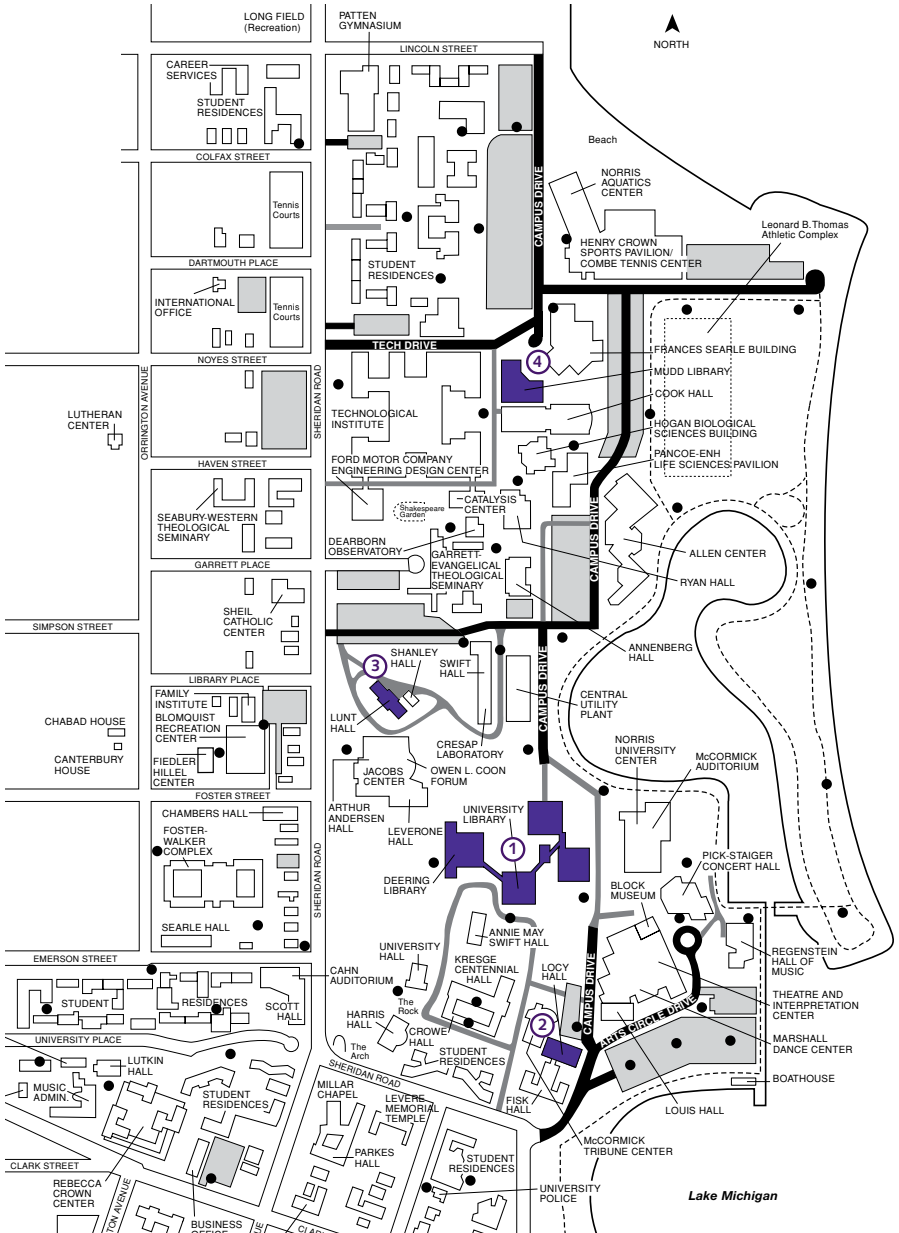 LONG FIELD
(Recreation)
PATTEN
GYMNASIUM
NORTH
LINCOLN STREET
CAREER
SERVICES
STUDENT
RESIDENCES
COLFAX STREET
Beach
NORRIS
AQUATICS
CENTER
Tennis
Courts
CAMPUS DRIVE
HENRY CROWN
SPORTS PAVILION/
COMBE TENNIS CENTER
Leonard B. Thomas
Athletic Complex
DARTMOUTH PLACE
STUDENT
RESIDENCES
INTERNATIONAL
OFFICE
Tennis
Courts
TECH DRIVE
NOYES STREET
4
FRANCES SEARLE BUILDING
MUDD LIBRARY
COOK HALL
ORRINGTON AVENUE
SHERIDAN ROAD
LUTHERAN
CENTER
TECHNOLOGICAL
INSTITUTE
HOGAN BIOLOGICAL
SCIENCES BUILDING
PANCOE-ENH
LIFE SCIENCES PAVILION
FORD MOTOR COMPANY
ENGINEERING DESIGN CENTER
HAVEN STREET
SEABURY-WESTERN
THEOLOGICAL
SEMINARY
Shakespeare
Garden
CATALYSIS
CENTER
CAMPUS DRIVE
DEARBORN
OBSERVATORY
GARRETT-
EVANGELICAL
THEOLOGICAL
SEMINARY
ALLEN CENTER
GARRETT PLACE
RYAN HALL
SHEIL
CATHOLIC
CENTER
SIMPSON STREET
ANNENBERG
HALL
3
SHANLEY
HALL
SWIFT
HALL
CAMPUS DRIVE
LIBRARY PLACE
FAMILY
INSTITUTE
BLOMQUIST
RECREATION
CENTER
FIEDLER
HILLEL
CENTER
CHABAD HOUSE
CANTERBURY
HOUSE
LUNT
HALL
CENTRAL
UTILITY
PLANT
CRESAP
LABORATORY
NORRIS
UNIVERSITY
CENTER
McCORMICK
AUDITORIUM
JACOBS
CENTER
OWEN L. COON
FORUM
FOSTER STREET
CHAMBERS HALL
ARTHUR
ANDERSEN
HALL
LEVERONE
HALL
UNIVERSITY
LIBRARY
1
FOSTER-
WALKER
COMPLEX
SHERIDAN ROAD
DEERING
LIBRARY
PICK-STAIGER
CONCERT HALL
BLOCK
MUSEUM
SEARLE HALL
ANNIE MAY
SWIFT HALL
UNIVERSITY
HALL
KRESGE
CENTENNIAL
HALL
LOCY
HALL
CAMPUS DRIVE
REGENSTEIN
HALL OF
MUSIC
EMERSON STREET
CAHN
AUDITORIUM
STUDENT
RESIDENCES
SCOTT
HALL
The
Rock
HARRIS
HALL
CROWE
HALL
2
ARTS CIRCLE DRIVE
THEATRE AND
INTERPRETATION
CENTER
MARSHALL
DANCE CENTER
UNIVERSITY PLACE
The
Arch
STUDENT
RESIDENCES
LUTKIN
HALL
SHERIDAN ROAD
BOATHOUSE
MUSIC
ADMIN.
STUDENT
RESIDENCES
MILLAR
CHAPEL
LEVERE
MEMORIAL
TEMPLE
FISK
HALL
LOUIS HALL
McCORMICK
TRIBUNE CENTER
PARKES
HALL
CLARK STREET
STUDENT
RESIDENCES
REBECCA
CROWN
CENTER
UNIVERSITY
POLICE
Lake Michigan
TON AVENUE
BUSINESS